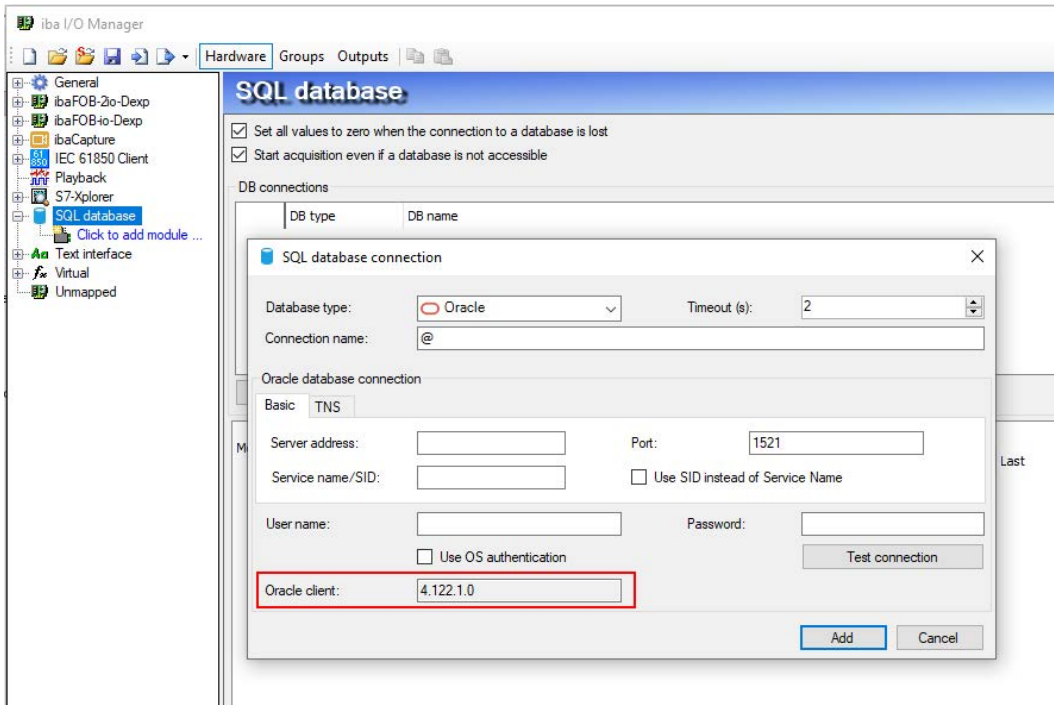 iba I/O Manager
Hardware Groups Outputs
General
ibaFOB-2io-Dexp
ibaFOB-io-Dexp
ibaCapture
61 850 IEC 61850 Client
Playback
S7-Xplorer
SQL database
Click to add module ...
Text interface
Virtual
Unmapped
SQL database
Set all values to zero when the connection to a database is lost
Start acquisition even if a database is not accessible
DB connections
DB type DB name
SQL database connection
Database type: Oracle Timeout (s): 2
Connection name: @
Oracle database connection
Basic TNS
Server address: Port: 1521
Service name/SID: Use SID instead of Service Name
User name: Password:
Use OS authentication Test connection
Oracle client: 4.122.1.0
Add Cancel
Last